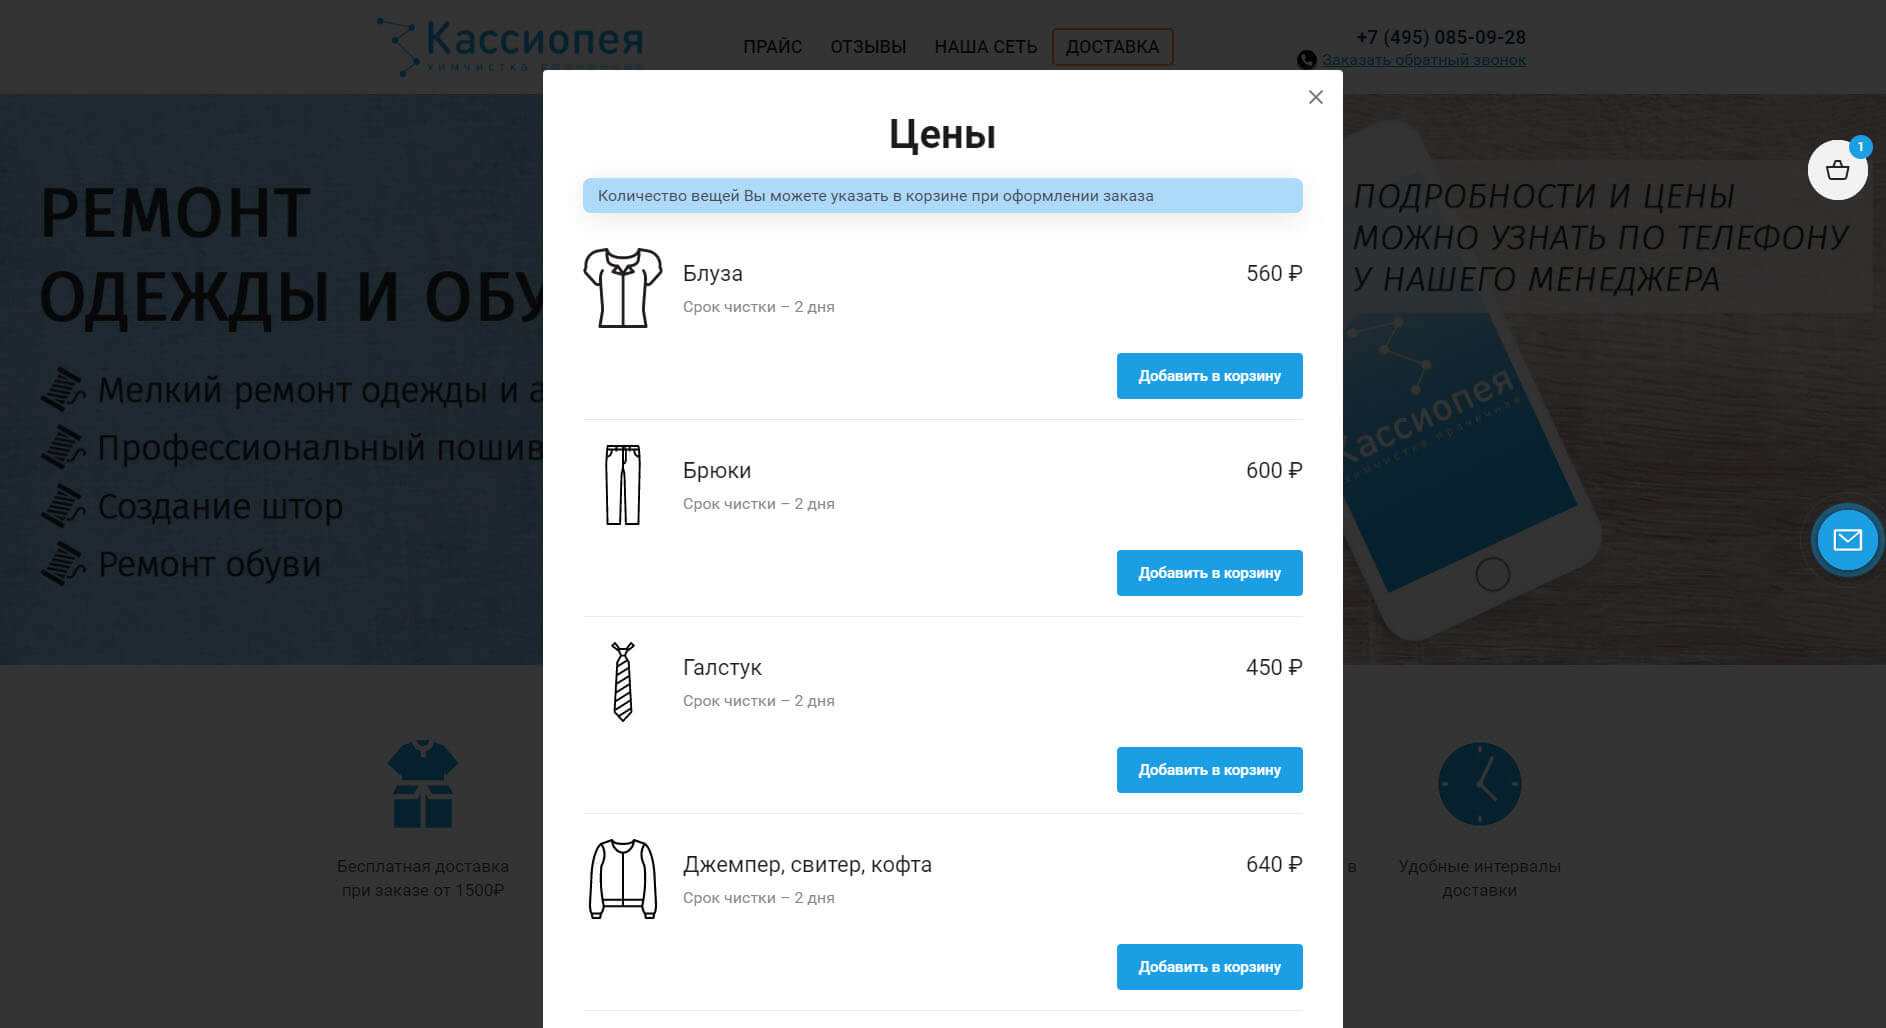 Кассиопея
ПРАЙС
ОТЗЫВЫ
НАША СЕТЬ
ДОСТАВКА
+7 (495) 085-09-28
Заказать обратный звонок
Цены
Количество вещей Вы можете указать в корзине при оформлении заказа
Блуза
560 ₽
Срок чистки – 2 дня
Добавить в корзину
Брюки
600 ₽
Срок чистки – 2 дня
Добавить в корзину
Галстук
450 ₽
Срок чистки – 2 дня
Добавить в корзину
Джемпер, свитер, кофта
640 ₽
Срок чистки – 2 дня
Добавить в корзину
РЕМОНТ
ОДЕЖДЫ И ОБУ
Мелкий ремонт одежды и а
Профессиональный пошив
Создание штор
Ремонт обуви
ПОДРОБНОСТИ И ЦЕНЫ
МОЖНО УЗНАТЬ ПО ТЕЛЕФОНУ
У НАШЕГО МЕНЕДЖЕРА
1
Кассиопея
химчистка прачечная
Бесплатная доставка
при заказе от 1500₽
в
Удобные интервалы
доставки